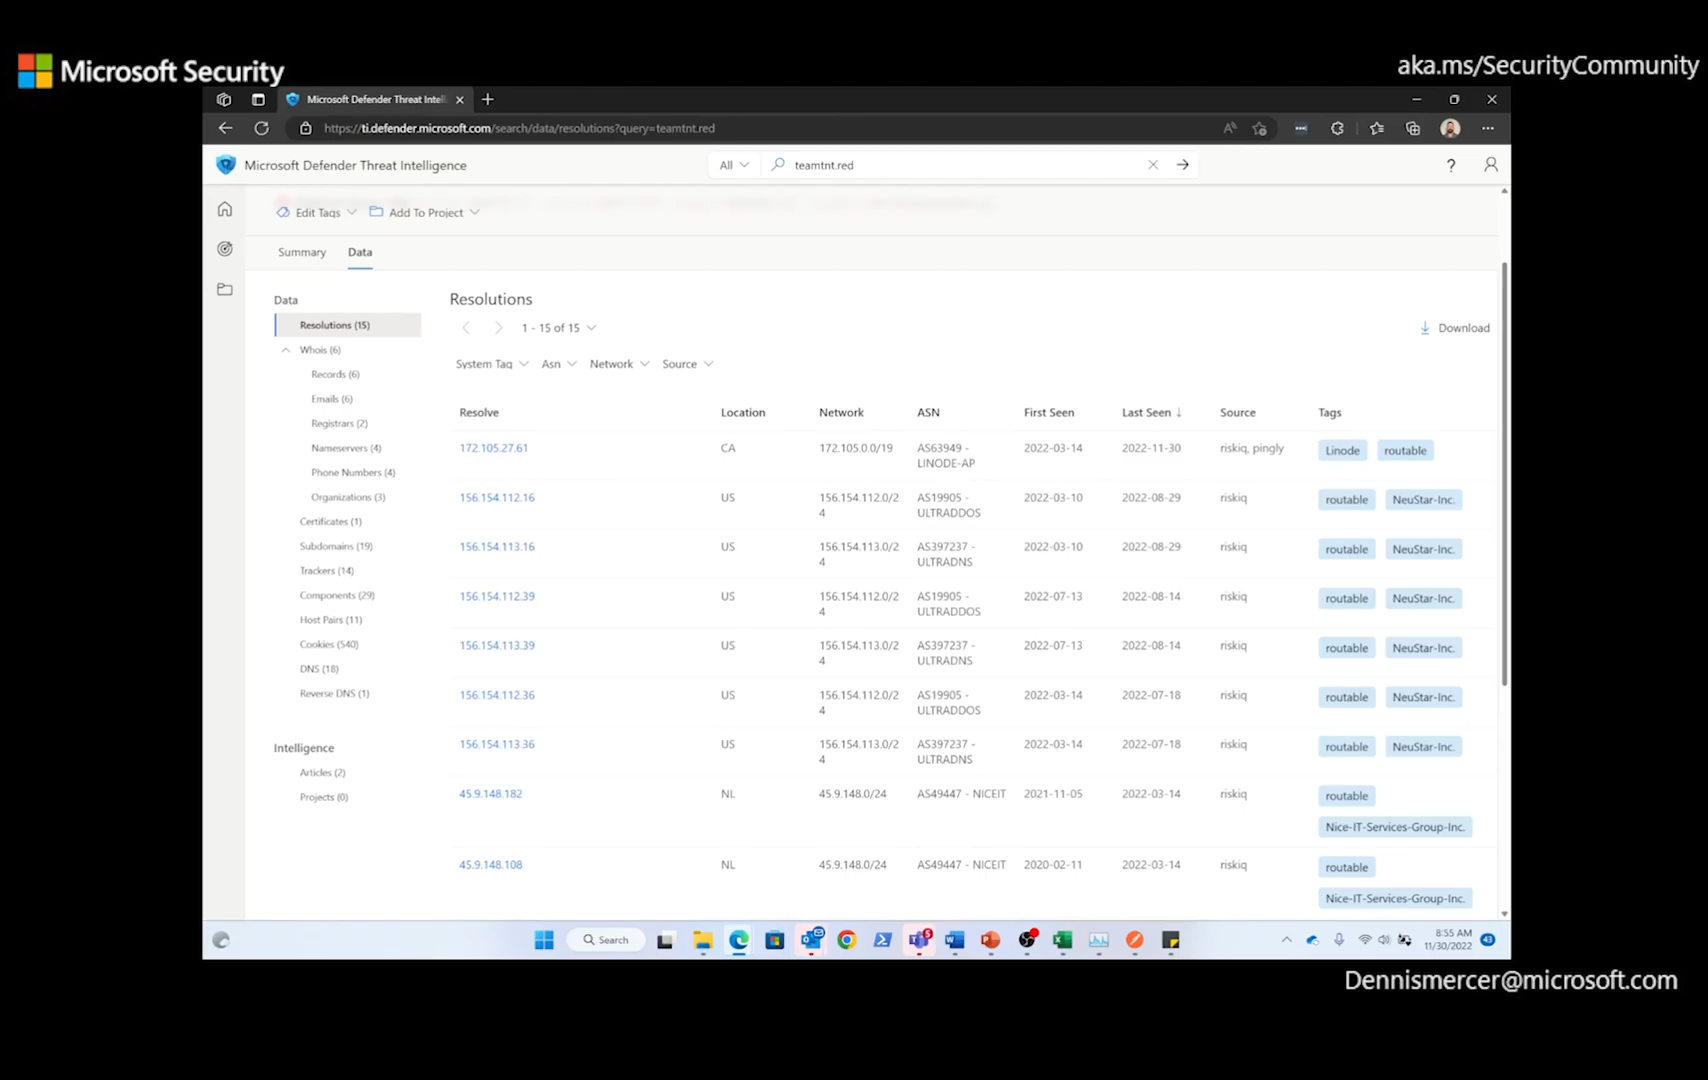 Microsoft Security
aka.ms/SecurityCommunity
Microsoft Defender Threat Intel
https://ti.defender.microsoft.com/search/data/resolutions?query=teamtnt.red
Microsoft Defender Threat Intelligence
All
teamtnt.red
?
Edit Tags
Add To Project
Summary
Data
Data
Resolutions (15)
Whois (6)
Records (6)
Emails (6)
Registrars (2)
Nameservers (4)
Phone Numbers (4)
Organizations (3)
Certificates (1)
Subdomains (19)
Trackers (14)
Components (29)
Host Pairs (11)
Cookies (540)
DNS (18)
Reverse DNS (1)
Intelligence
Articles (2)
Projects (0)
Resolutions
1 - 15 of 15
Download
System Tag Asn Network Source
Resolve Location Network ASN First Seen Last Seen ↓ Source Tags
172.105.27.61 CA 172.105.0.0/19 AS63949 - 2022-03-14 2022-11-30 riskiq, pingly Linode routable
LINODE-AP
156.154.112.16 US 156.154.112.0/2 AS19905 - 2022-03-10 2022-08-29 riskiq routable NeuStar-Inc.
4 ULTRADDOS
156.154.113.16 US 156.154.113.0/2 AS397237 - 2022-03-10 2022-08-29 riskiq routable NeuStar-Inc.
4 ULTRADNS
156.154.112.39 US 156.154.112.0/2 AS19905 - 2022-07-13 2022-08-14 riskiq routable NeuStar-Inc.
4 ULTRADDOS
156.154.113.39 US 156.154.113.0/2 AS397237 - 2022-07-13 2022-08-14 riskiq routable NeuStar-Inc.
4 ULTRADNS
156.154.112.36 US 156.154.112.0/2 AS19905 - 2022-03-14 2022-07-18 riskiq routable NeuStar-Inc.
4 ULTRADDOS
156.154.113.36 US 156.154.113.0/2 AS397237 - 2022-03-14 2022-07-18 riskiq routable NeuStar-Inc.
4 ULTRADNS
45.9.148.182 NL 45.9.148.0/24 AS49447 - NICEIT 2021-11-05 2022-03-14 riskiq routable
Nice-IT-Services-Group-Inc.
45.9.148.108 NL 45.9.148.0/24 AS49447 - NICEIT 2020-02-11 2022-03-14 riskiq routable
Nice-IT-Services-Group-Inc.
Search
5
8:55 AM
11/30/2022
43
Dennismercer@microsoft.com